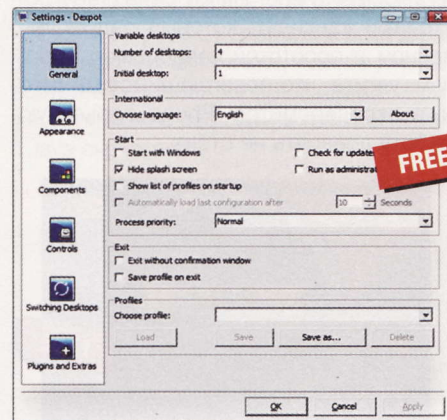 Settings - Dexpot
General
Appearance
Components
Controls
Switching Desktops
Plugins and Extras
Variable desktops
Number of desktops: 4
Initial desktop: 1
International
Choose language: English About
Start
Start with Windows Check for updates
Hide splash screen Run as administrat
Show list of profiles on startup
Automatically load last configuration after 10 Seconds
Process priority: Normal
FREE
Exit
Exit without confirmation window
Save profile on exit
Profiles
Choose profile:
Load Save Save as... Delete
OK Cancel Apply